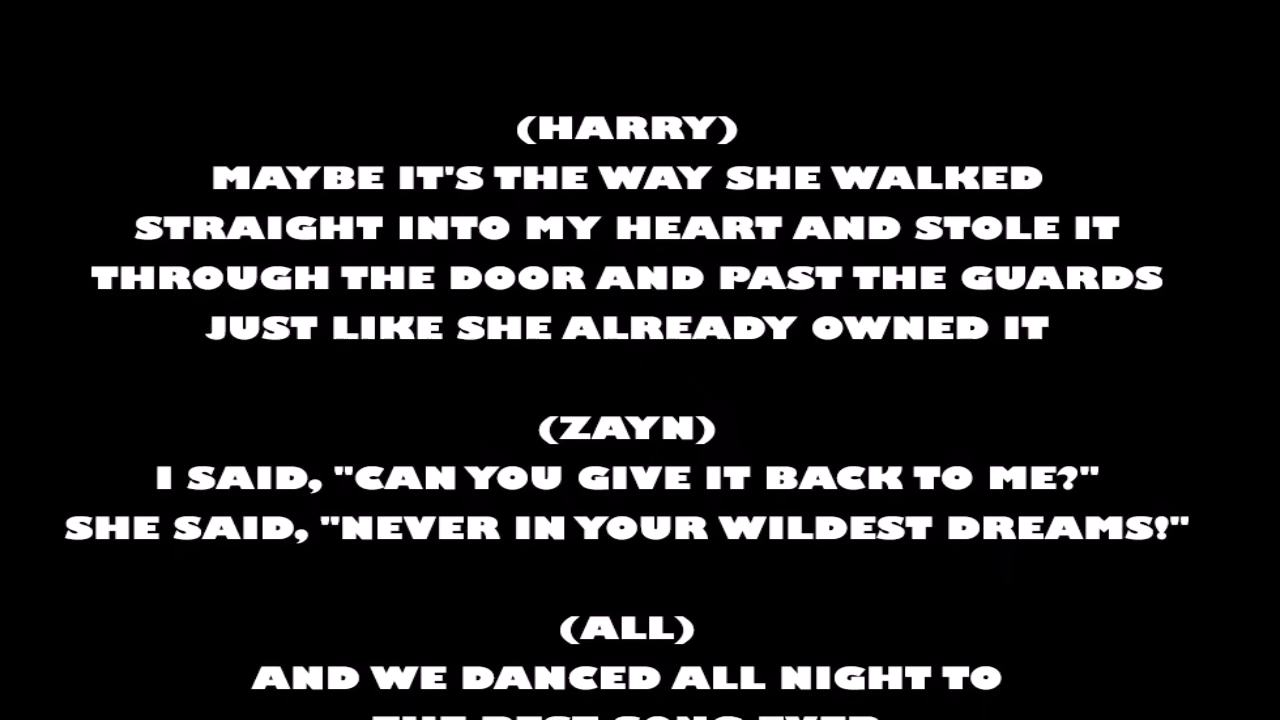 (HARRY)
MAYBE IT'S THE WAY SHE WALKED
STRAIGHT INTO MY HEART AND STOLE IT
THROUGH THE DOOR AND PAST THE GUARDS
JUST LIKE SHE ALREADY OWNED IT
(ZAYN)
I SAID, "CAN YOU GIVE IT BACK TO ME?"
SHE SAID, "NEVER IN YOUR WILDEST DREAMS!"
(ALL)
AND WE DANCED ALL NIGHT TO